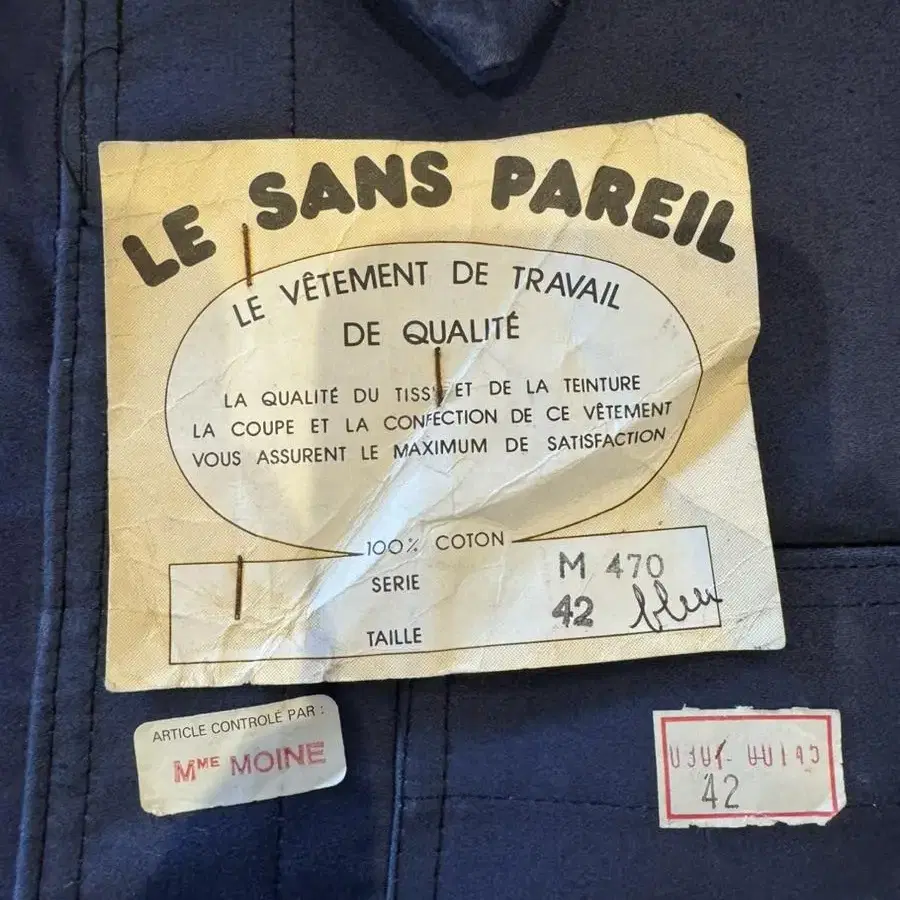 LE SANS PAREIL
LE VÊTEMENT DE TRAVAIL
DE QUALITÉ
LA QUALITÉ DU TISSU ET DE LA TEINTURE
LA COUPE ET LA CONFECTION DE CE VÊTEMENT
VOUS ASSURENT LE MAXIMUM DE SATISFACTION
100% COTON
SERIE M 470
TAILLE 42 bleu
ARTICLE CONTROLÉ PAR :
MME MOINE
42